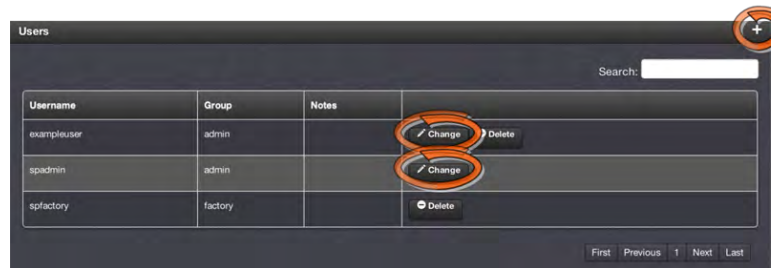 Users
+
Search:
Username Group Notes
exampleuser admin Change Delete
spadmin admin Change
spfactory factory Delete
First Previous 1 Next Last